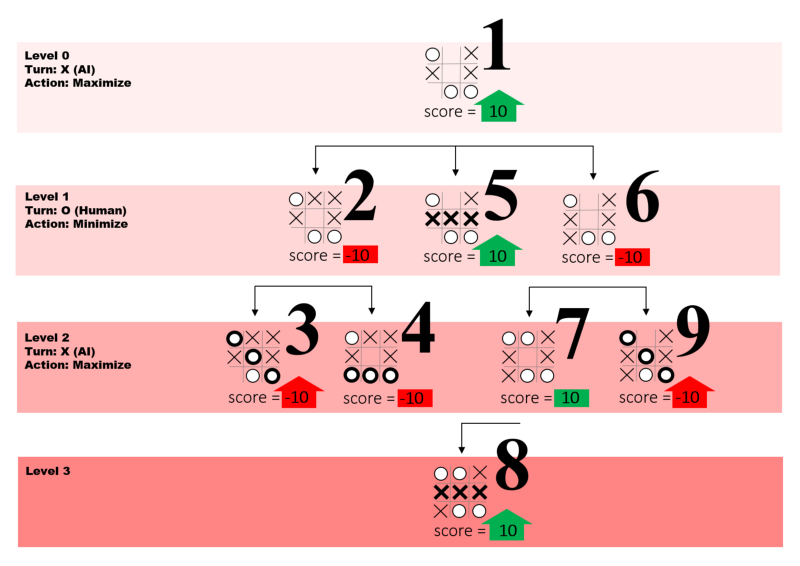 Level 0
Turn: X (AI)
Action: Maximize
1
score = 10
Level 1
Turn: O (Human)
Action: Minimize
2
score = -10
5
score = 10
6
score = -10
Level 2
Turn: X (AI)
Action: Maximize
3
score = -10
4
score = -10
7
score = 10
9
score = -10
Level 3
8
score = 10